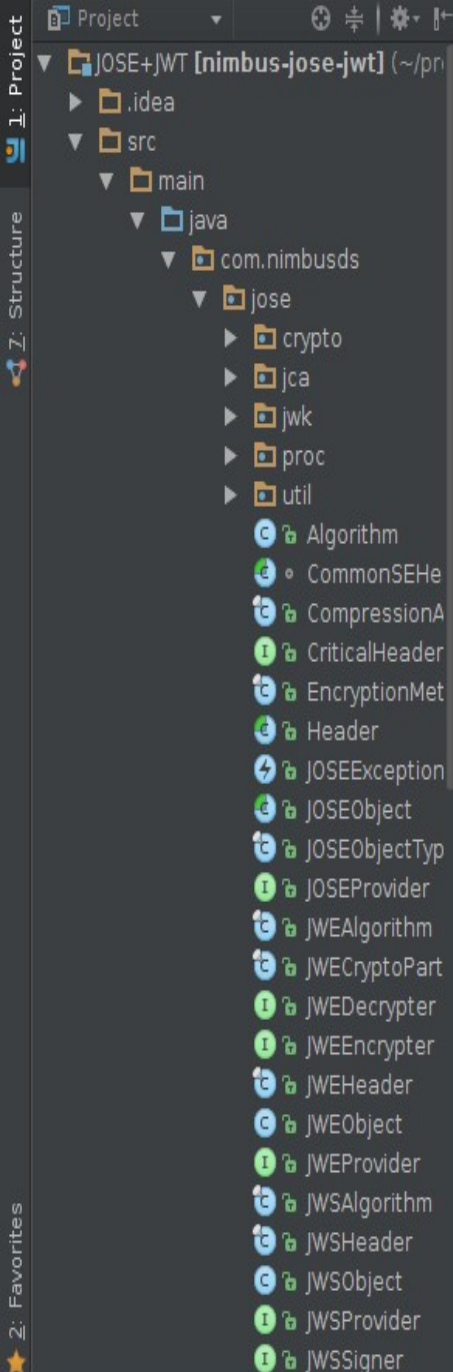 Project
JOSE+JWT [nimbus-jose-jwt] (~/pr
.idea
src
main
java
com.nimbusds
jose
crypto
jca
jwk
proc
util
Algorithm
CommonSEHe
CompressionA
CriticalHeader
EncryptionMet
Header
JOSEException
JOSEObject
JOSEObjectTyp
JOSEProvider
JWEAlgorithm
JWECryptoPart
JWEDecrypter
JWEEncrypter
JWEHeader
JWEObject
JWEProvider
JWSAlgorithm
JWSHeader
JWSObject
JWSProvider
JWSSigner
1: Project
7: Structure
2: Favorites